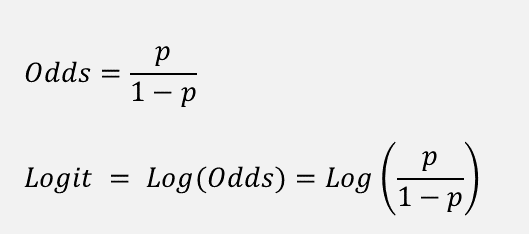 Odds = p / (1 − p)
Logit = Log(Odds) = Log (p / (1 − p))